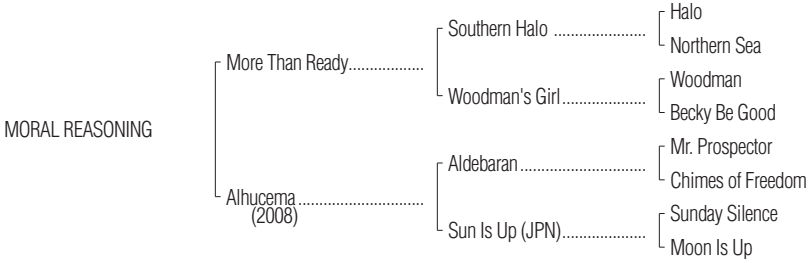 Halo
Southern Halo ......................
Northern Sea
More Than Ready..................
Woodman
Woodman's Girl....................
Becky Be Good
MORAL REASONING
Mr. Prospector
Aldebaran..............................
Chimes of Freedom
Alhucema .............................
(2008)
Sunday Silence
Sun Is Up (JPN)....................
Moon Is Up